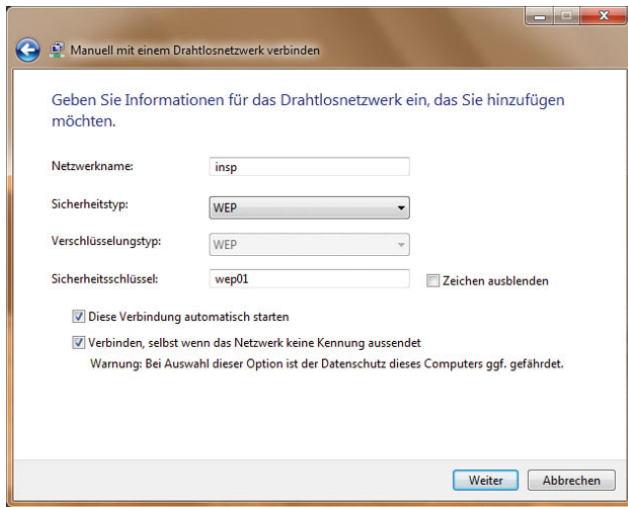 Manuell mit einem Drahtlosnetzwerk verbinden
Geben Sie Informationen für das Drahtlosnetzwerk ein, das Sie hinzufügen
möchten.
Netzwerkname: insp
Sicherheitstyp: WEP
Verschlüsselungstyp: WEP
Sicherheitsschlüssel: wep01 Zeichen ausblenden
Diese Verbindung automatisch starten
Verbinden, selbst wenn das Netzwerk keine Kennung aussendet
Warnung: Bei Auswahl dieser Option ist der Datenschutz dieses Computers ggf. gefährdet.
Weiter Abbrechen